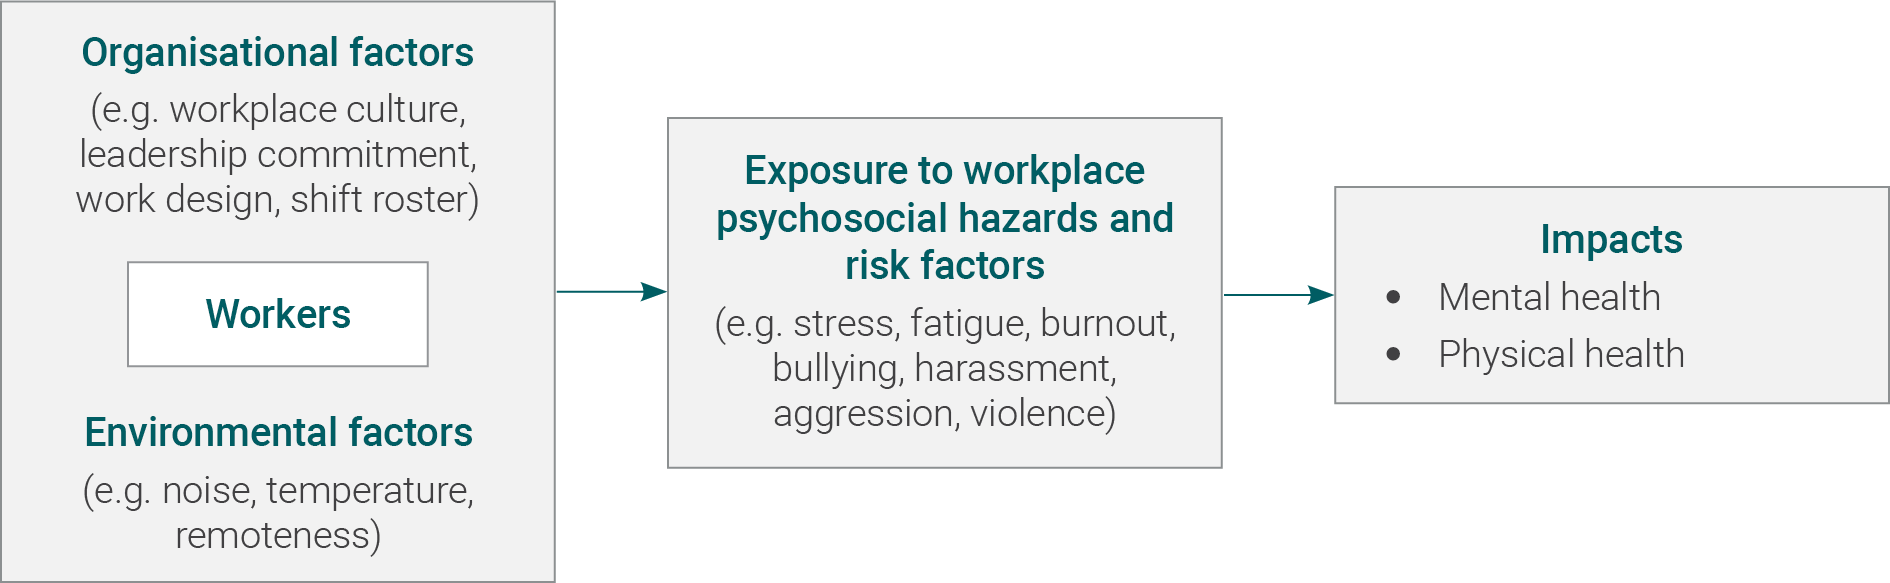 Organisational factors
(e.g. workplace culture,
leadership commitment,
work design, shift roster)
Workers
Environmental factors
(e.g. noise, temperature,
remoteness)
Exposure to workplace
psychosocial hazards and
risk factors
(e.g. stress, fatigue, burnout,
bullying, harassment,
aggression, violence)
Impacts
• Mental health
• Physical health